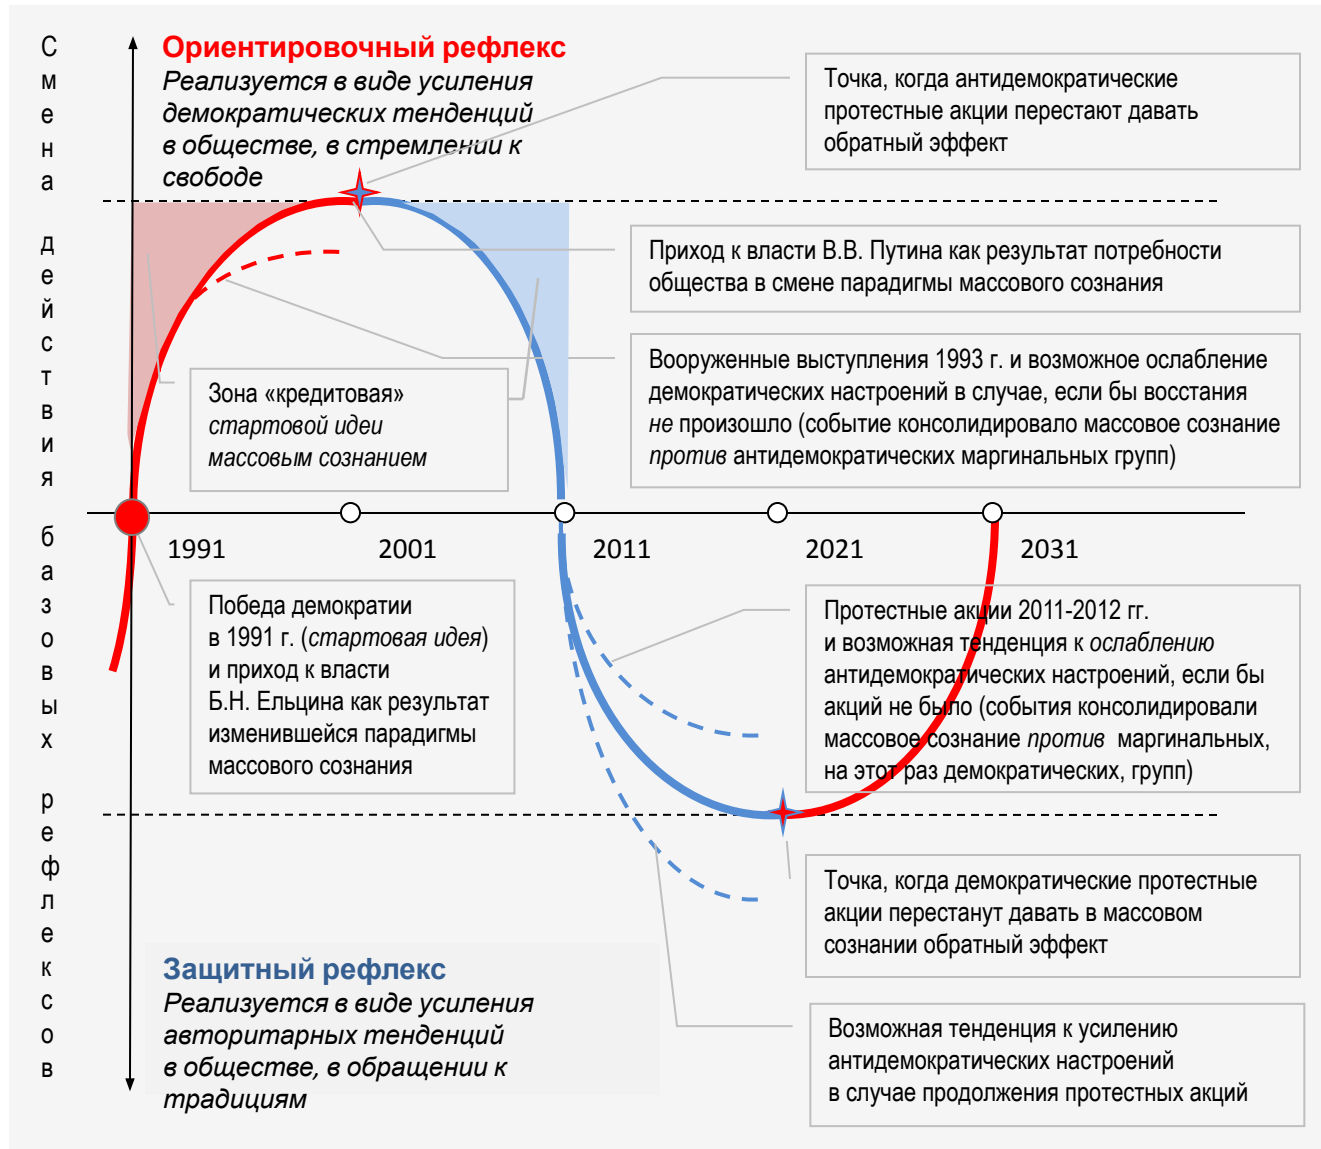 Смена действия базовых рефлексов
Ориентировочный рефлекс
Реализуется в виде усиления
демократических тенденций
в обществе, в стремлении к
свободе
Точка, когда антидемократические
протестные акции перестают давать
обратный эффект
Приход к власти В.В. Путина как результат потребности
общества в смене парадигмы массового сознания
Вооруженные выступления 1993 г. и возможное ослабление
демократических настроений в случае, если бы восстания
не произошло (событие консолидировало массовое сознание
против антидемократических маргинальных групп)
Зона «кредитовая»
стартовой идеи
массовым сознанием
1991
2001
2011
2021
2031
Победа демократии
в 1991 г. (стартовая идея)
и приход к власти
Б.Н. Ельцина как результат
изменившейся парадигмы
массового сознания
Протестные акции 2011-2012 гг.
и возможная тенденция к ослаблению
антидемократических настроений, если бы
акций не было (события консолидировали
массовое сознание против маргинальных,
на этот раз демократических, групп)
Точка, когда демократические протестные
акции перестанут давать в массовом
сознании обратный эффект
Защитный рефлекс
Реализуется в виде усиления
авторитарных тенденций
в обществе, в обращении к
традициям
Возможная тенденция к усилению
антидемократических настроений
в случае продолжения протестных акций